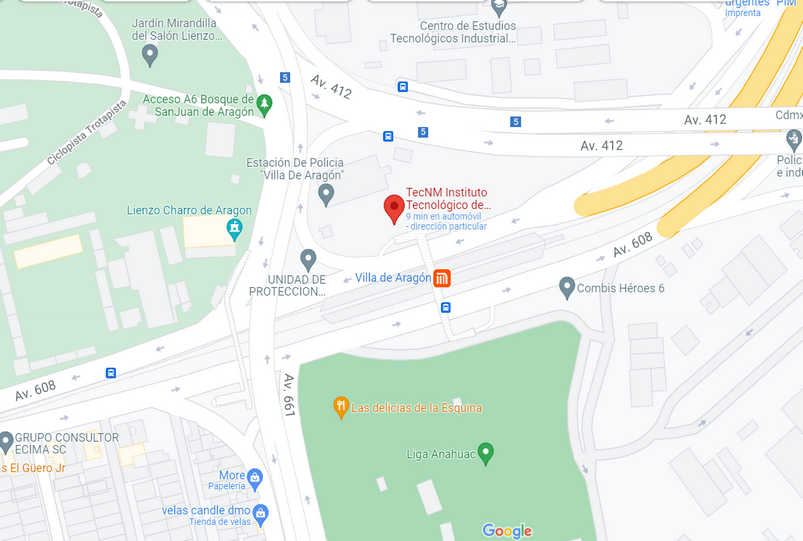 Jardín Mirandilla
del Salón Lienzo...
Centro de Estudios
Tecnológicos Industrial...
urgentes PIM
Imprenta
Trotapista
5
Av. 412
Acceso A6 Bosque de
SanJuan de Aragón
5
5
Av. 412
Cdmx
Ciclopista Trotapista
Av. 412
Estación De Policia
"Villa De Aragón"
Polic
e indu
TecNM Instituto
Tecnológico de...
9 min en automóvil
- dirección particular
Lienzo Charro de Aragon
Av. 608
UNIDAD DE
PROTECCION...
Villa de Aragón
Combis Héroes 6
Av. 608
Av. 661
Las delicias de la Esquina
GRUPO CONSULTOR
ECIMA SC
s El Güero Jr
Liga Anahuac
More
Papelería...
velas candle dmo
Tienda de velas
Google